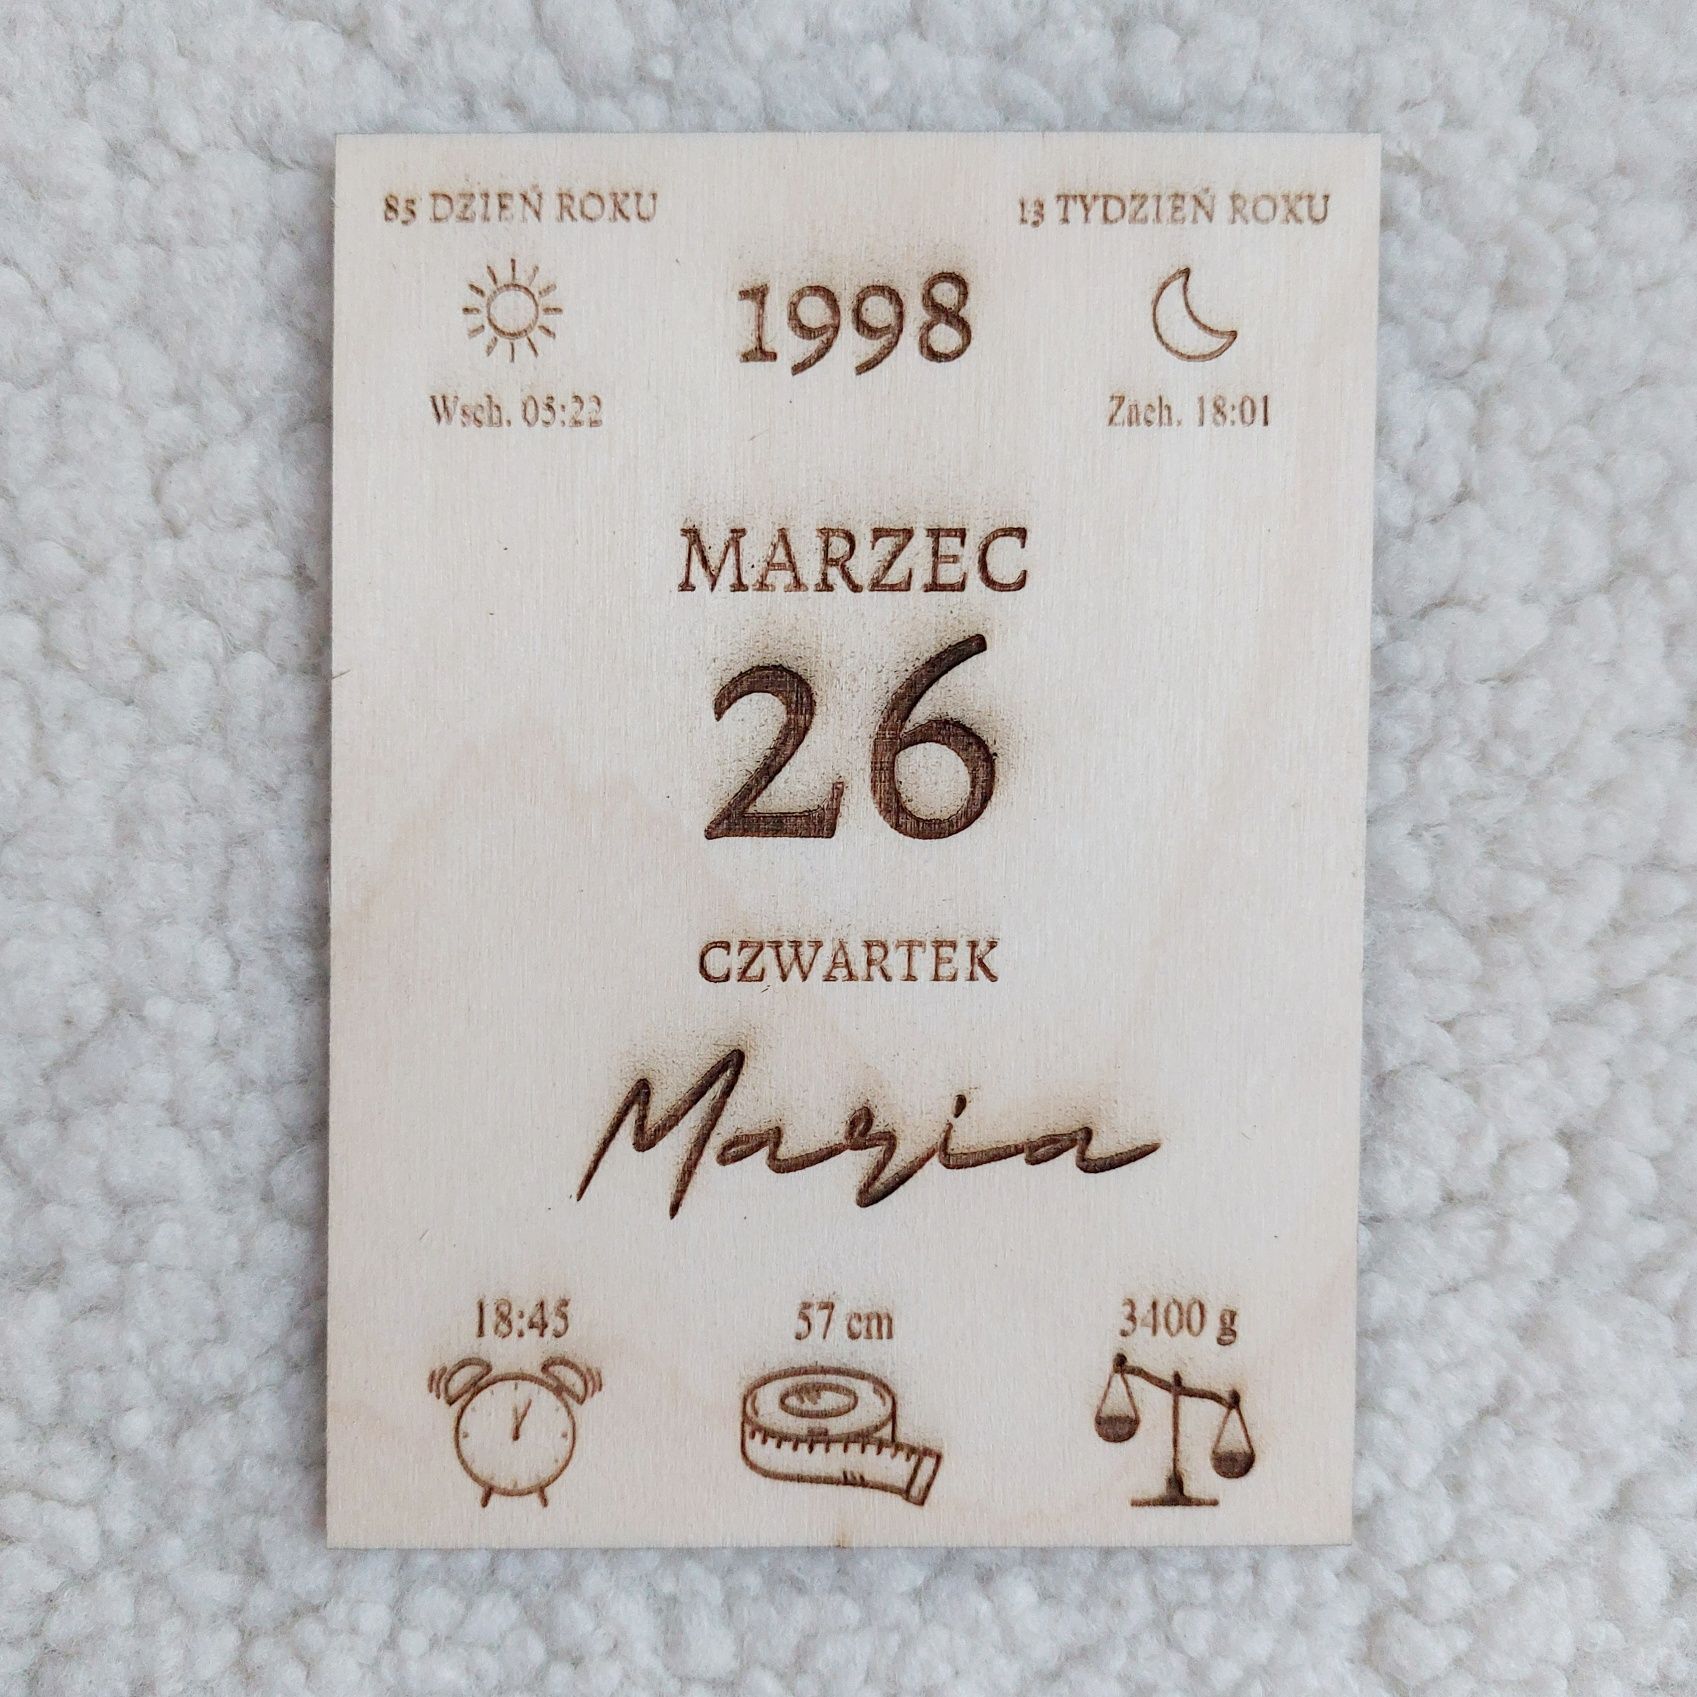 85 DZIEŃ ROKU
13 TYDZIEŃ ROKU
1998
Wsch. 05:22
Zach. 18:01
MARZEC
26
CZWARTEK
Maria
18:45
57 cm
3400 g